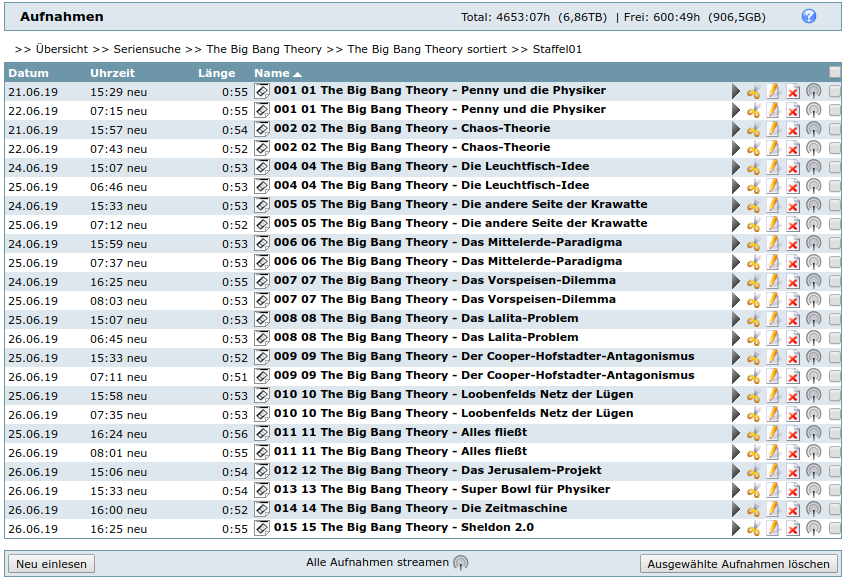 Aufnahmen Total: 4653:07h (6,86TB) | Frei: 600:49h (906,5GB)
>> Übersicht >> Seriensuche >> The Big Bang Theory >> The Big Bang Theory sortiert >> Staffel01
Datum Uhrzeit Länge Name
21.06.19 15:29 neu 0:55 001 01 The Big Bang Theory - Penny und die Physiker
22.06.19 07:15 neu 0:55 001 01 The Big Bang Theory - Penny und die Physiker
21.06.19 15:57 neu 0:54 002 02 The Big Bang Theory - Chaos-Theorie
22.06.19 07:43 neu 0:52 002 02 The Big Bang Theory - Chaos-Theorie
24.06.19 15:07 neu 0:53 004 04 The Big Bang Theory - Die Leuchtfisch-Idee
25.06.19 06:46 neu 0:53 004 04 The Big Bang Theory - Die Leuchtfisch-Idee
24.06.19 15:33 neu 0:53 005 05 The Big Bang Theory - Die andere Seite der Krawatte
25.06.19 07:12 neu 0:52 005 05 The Big Bang Theory - Die andere Seite der Krawatte
24.06.19 15:59 neu 0:53 006 06 The Big Bang Theory - Das Mittelerde-Paradigma
25.06.19 07:37 neu 0:53 006 06 The Big Bang Theory - Das Mittelerde-Paradigma
24.06.19 16:25 neu 0:55 007 07 The Big Bang Theory - Das Vorspeisen-Dilemma
25.06.19 08:03 neu 0:53 007 07 The Big Bang Theory - Das Vorspeisen-Dilemma
25.06.19 15:07 neu 0:53 008 08 The Big Bang Theory - Das Lalita-Problem
26.06.19 06:45 neu 0:53 008 08 The Big Bang Theory - Das Lalita-Problem
25.06.19 15:33 neu 0:52 009 09 The Big Bang Theory - Der Cooper-Hofstadter-Antagonismus
26.06.19 07:11 neu 0:51 009 09 The Big Bang Theory - Der Cooper-Hofstadter-Antagonismus
25.06.19 15:58 neu 0:53 010 10 The Big Bang Theory - Loobenfelds Netz der Lügen
26.06.19 07:35 neu 0:53 010 10 The Big Bang Theory - Loobenfelds Netz der Lügen
25.06.19 16:24 neu 0:56 011 11 The Big Bang Theory - Alles fließt
26.06.19 08:01 neu 0:55 011 11 The Big Bang Theory - Alles fließt
26.06.19 15:06 neu 0:54 012 12 The Big Bang Theory - Das Jerusalem-Projekt
26.06.19 15:33 neu 0:54 013 13 The Big Bang Theory - Super Bowl für Physiker
26.06.19 16:00 neu 0:52 014 14 The Big Bang Theory - Die Zeitmaschine
26.06.19 16:25 neu 0:55 015 15 The Big Bang Theory - Sheldon 2.0
Neu einlesen Alle Aufnahmen streamen Ausgewählte Aufnahmen löschen